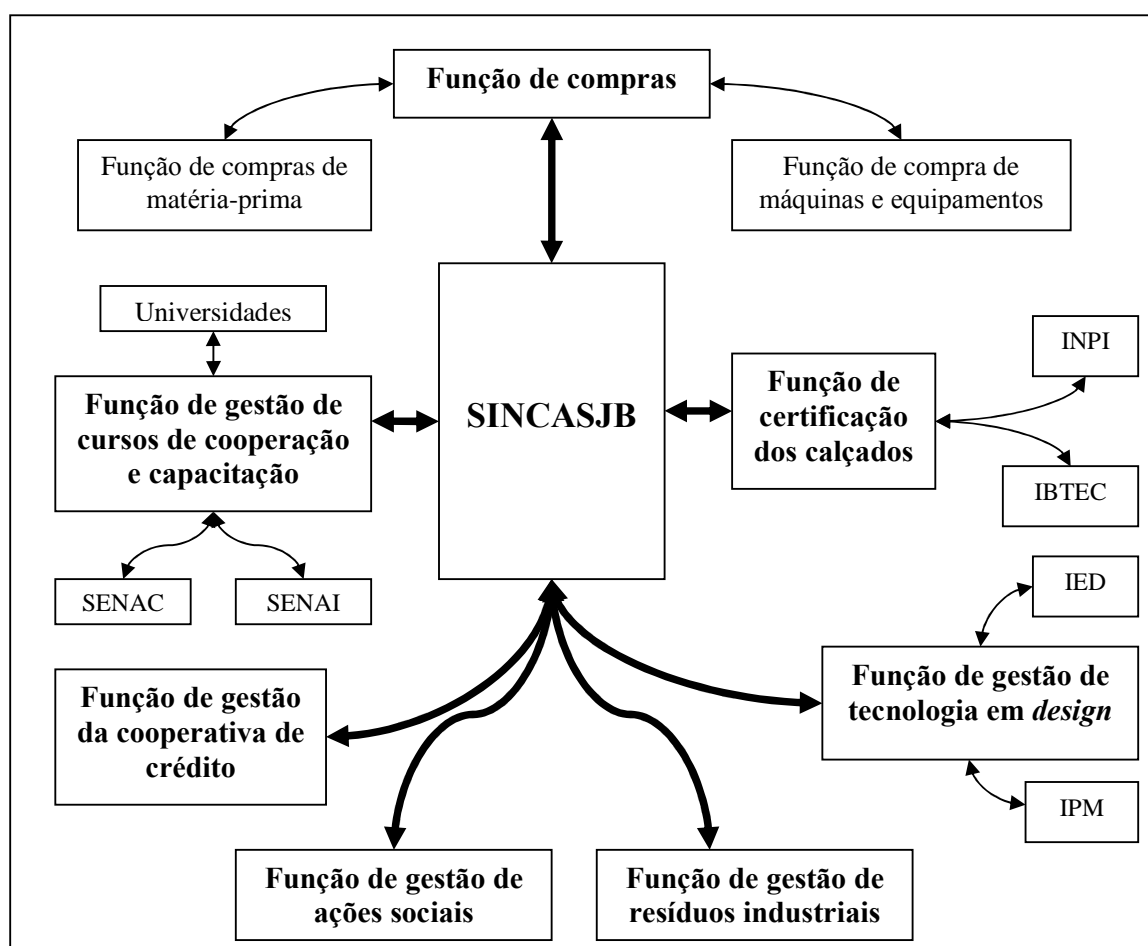 Função de compras
Função de compras de
matéria-prima
Função de compra de
máquinas e equipamentos
Universidades
Função de gestão de
cursos de cooperação
e capacitação
SENAC
SENAI
SINCASJB
Função de
certificação
dos calçados
INPI
IBTEC
IED
Função de gestão de
tecnologia em design
IPM
Função de gestão
da cooperativa de
crédito
Função de gestão de
ações sociais
Função de gestão de
resíduos industriais